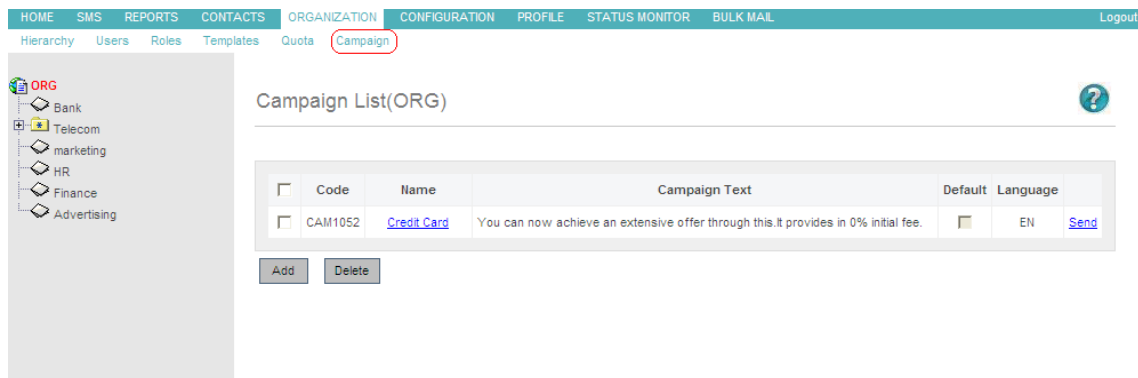 HOME SMS REPORTS CONTACTS ORGANIZATION CONFIGURATION PROFILE STATUS MONITOR BULK MAIL Logout
Hierarchy Users Roles Templates Quota Campaign
ORG
Bank
Telecom
marketing
HR
Finance
Advertising
Campaign List(ORG)
?
Code Name Campaign Text Default Language
CAM1052 Credit Card You can now achieve an extensive offer through this.It provides in 0% initial fee. EN Send
Add Delete